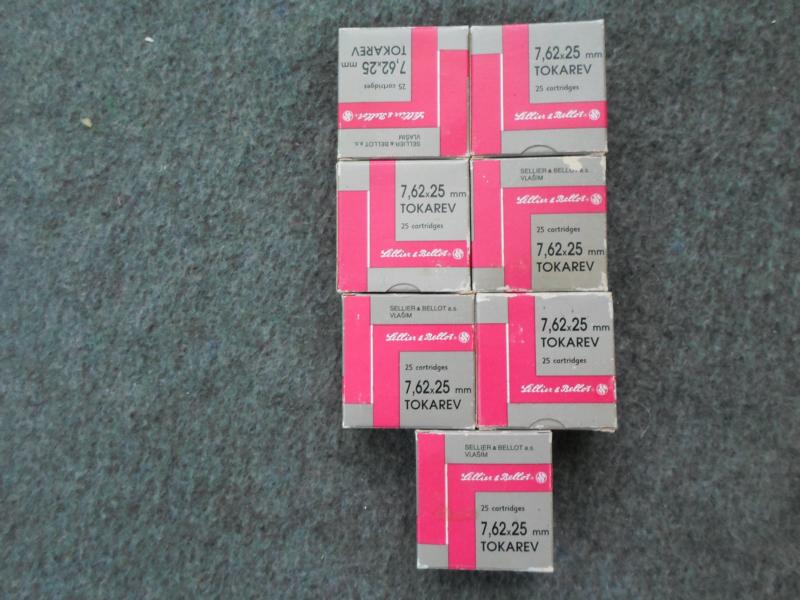 7,62x25 mm
TOKAREV
25 cartridges
Sellier & Bellot
SELLIER & BELLOT a.s.
VLAŠIM
7,62x25 mm
TOKAREV
25 cartridges
Sellier & Bellot
7,62x25 mm
TOKAREV
25 cartridges
Sellier & Bellot
SELLIER & BELLOT a.s.
VLAŠIM
Sellier & Bellot
25 cartridges
7,62x25 mm
TOKAREV
SELLIER & BELLOT a.s.
VLAŠIM
Sellier & Bellot
25 cartridges
7,62x25 mm
TOKAREV
7,62x25 mm
TOKAREV
25 cartridges
Sellier & Bellot
SELLIER & BELLOT a.s.
VLAŠIM
Sellier & Bellot
25 cartridges
7,62x25 mm
TOKAREV